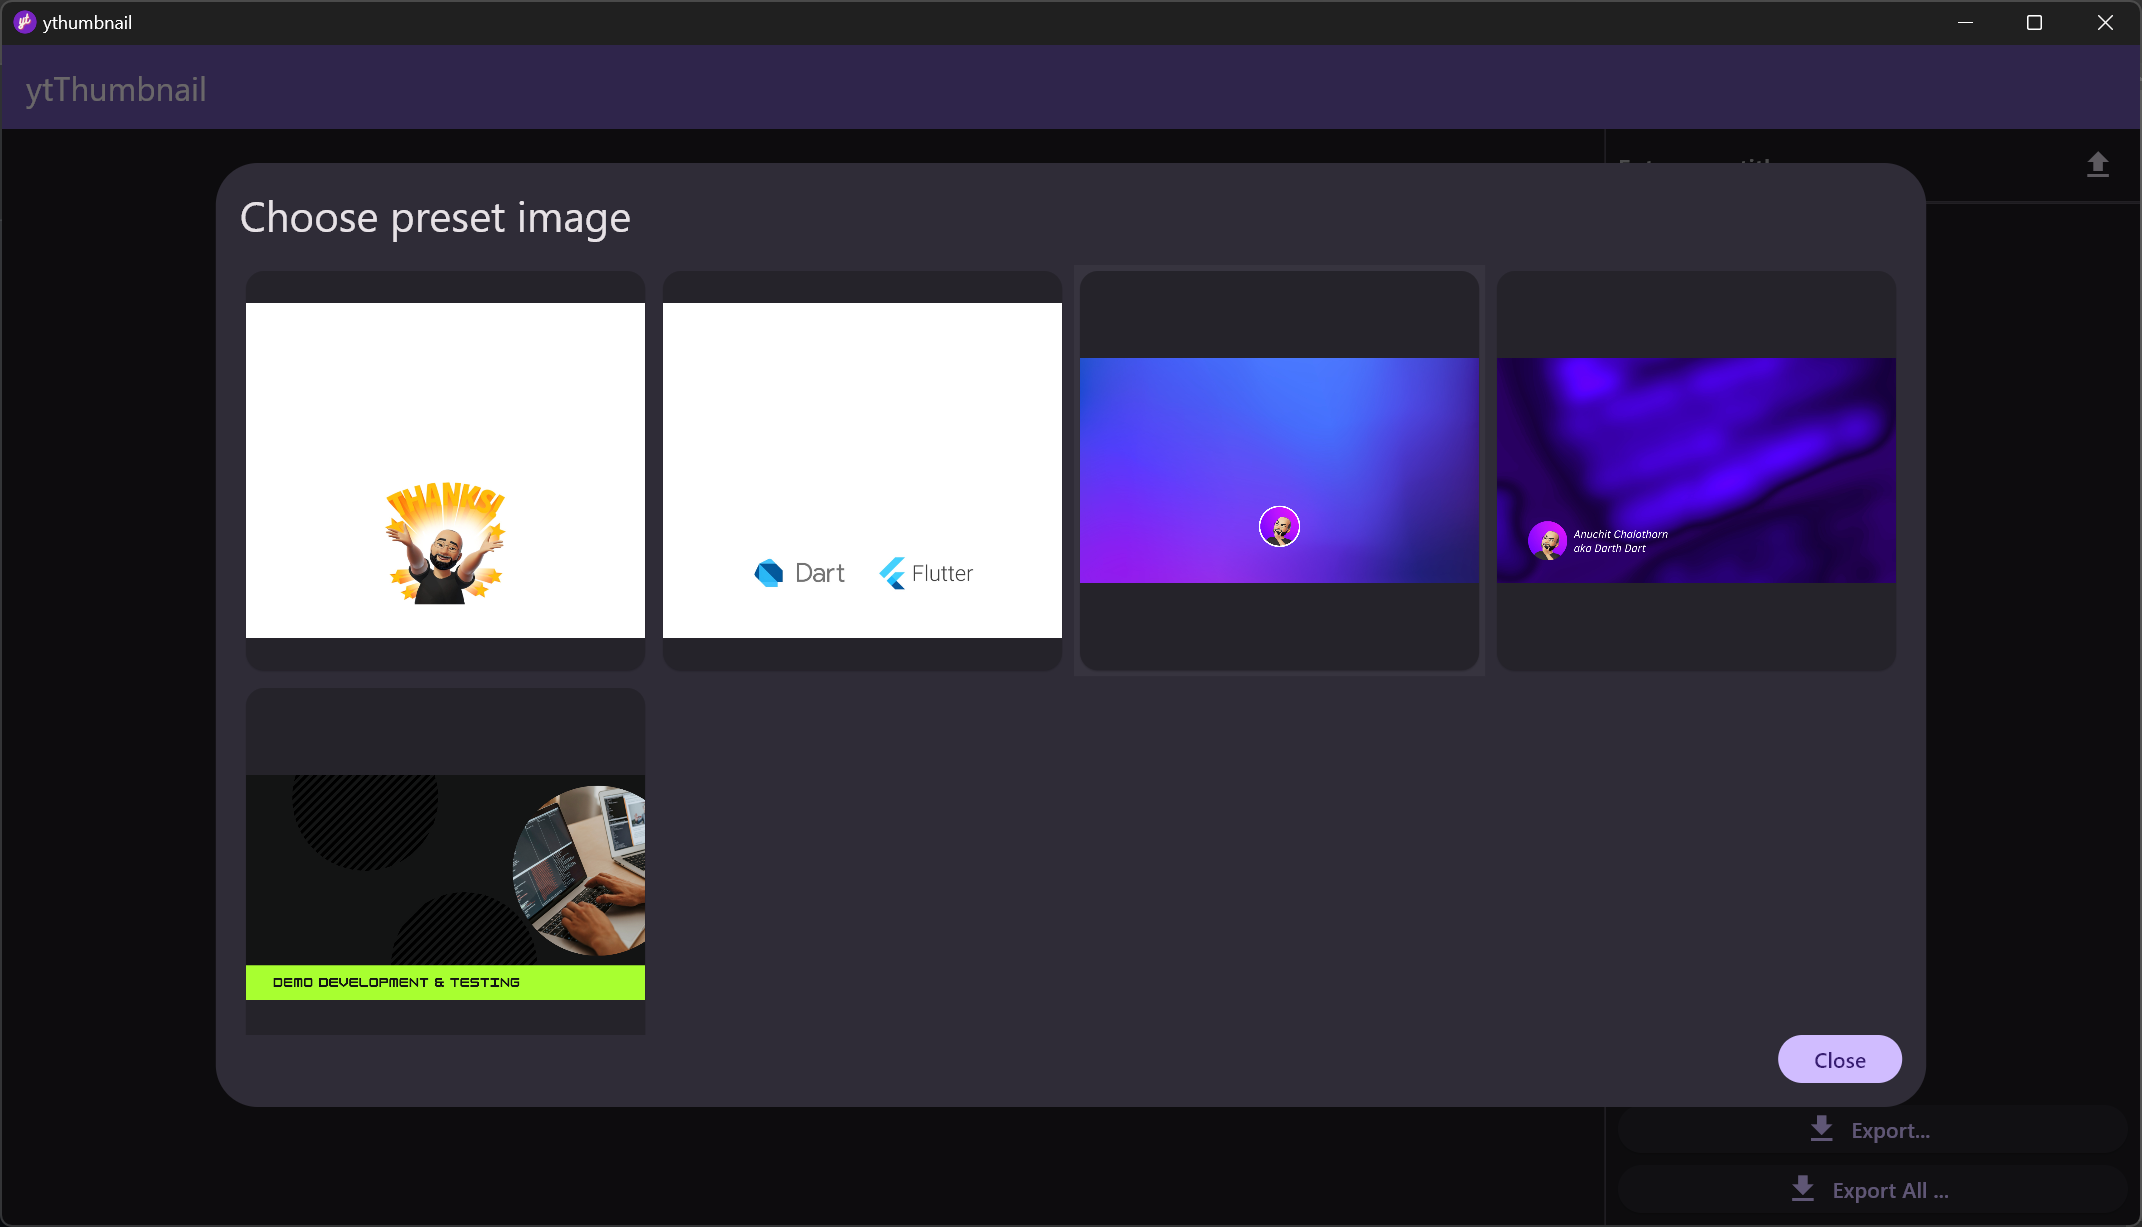 ythumbnail
ytThumbnail
Choose preset image
THANKS!
Dart
Flutter
Anuchit Chalothorn
aka Darth Dart
DEMO DEVELOPMENT & TESTING
Close
Export...
Export All ...